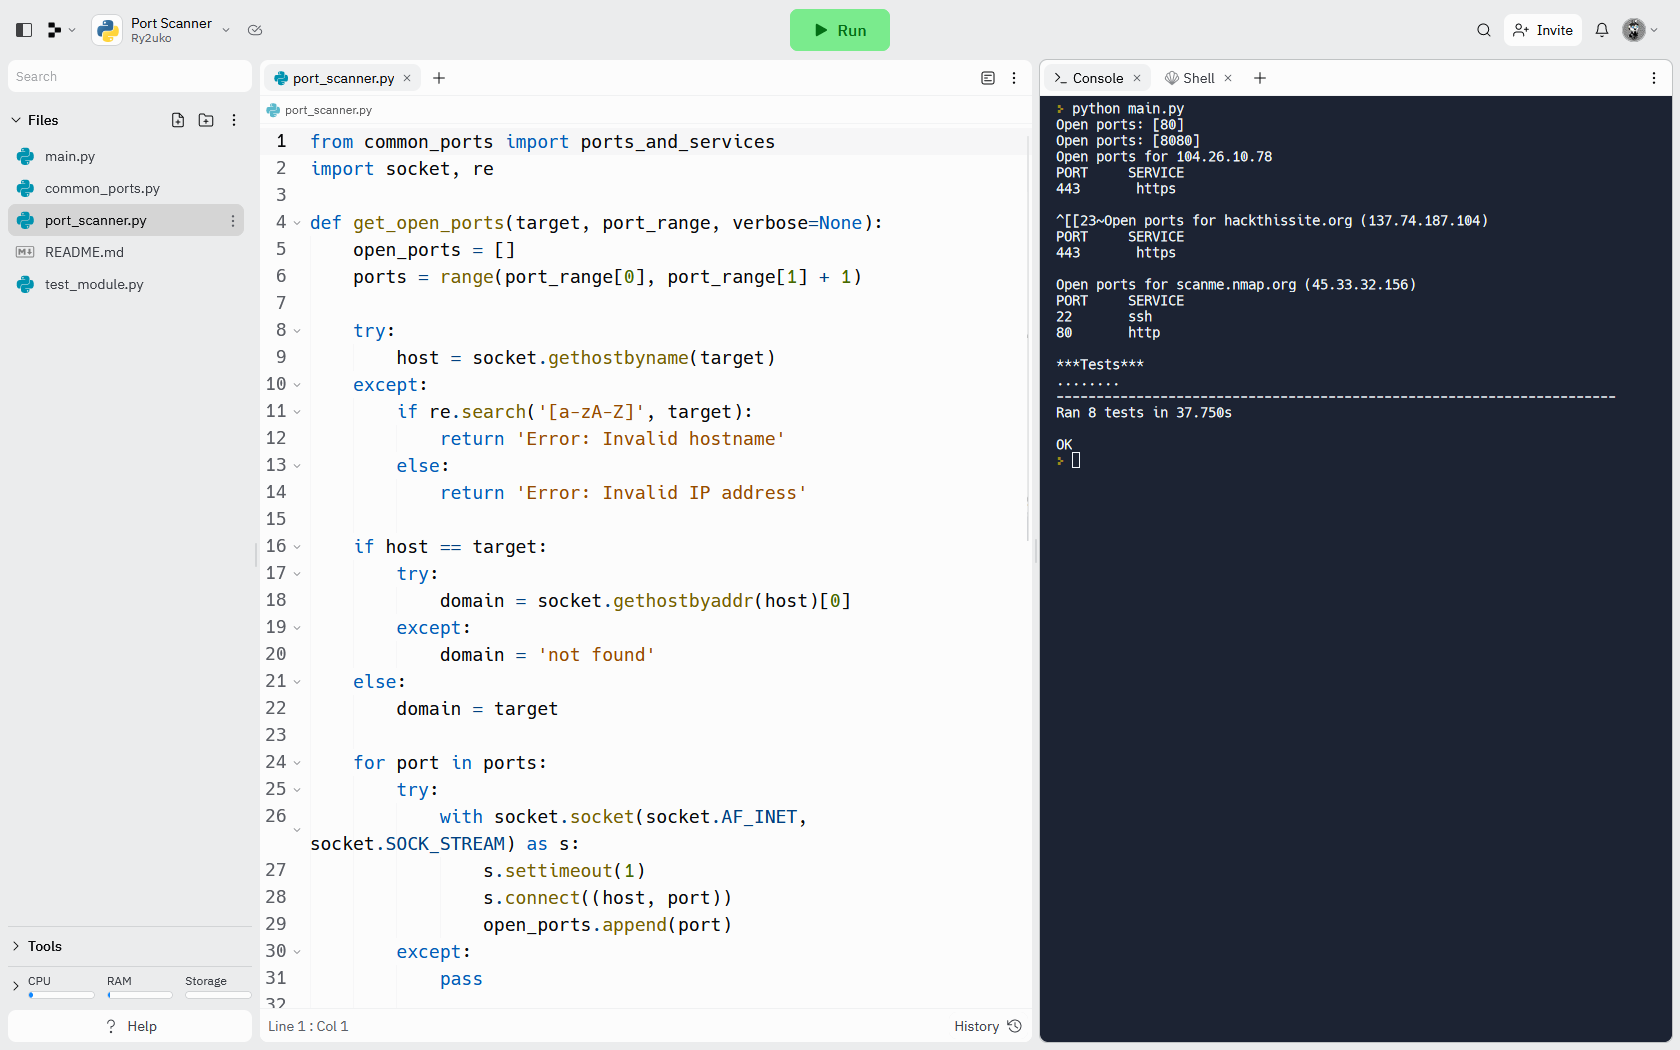 Port Scanner
Ry2uko
Run
Invite
Search
Files
main.py
common_ports.py
port_scanner.py
README.md
test_module.py
Tools
CPU RAM Storage
? Help
port_scanner.py
port_scanner.py
1 from common_ports import ports_and_services
2 import socket, re
3
4 def get_open_ports(target, port_range, verbose=None):
5     open_ports = []
6     ports = range(port_range[0], port_range[1] + 1)
7
8     try:
9         host = socket.gethostbyname(target)
10     except:
11         if re.search('[a-zA-Z]', target):
12             return 'Error: Invalid hostname'
13         else:
14             return 'Error: Invalid IP address'
15
16     if host == target:
17         try:
18             domain = socket.gethostbyaddr(host)[0]
19         except:
20             domain = 'not found'
21     else:
22         domain = target
23
24     for port in ports:
25         try:
26             with socket.socket(socket.AF_INET,
socket.SOCK_STREAM) as s:
27                 s.settimeout(1)
28                 s.connect((host, port))
29                 open_ports.append(port)
30         except:
31             pass
32
Line 1 : Col 1
History
Console
Shell
python main.py
Open ports: [80]
Open ports: [8080]
Open ports for 104.26.10.78
PORT     SERVICE
443      https
^[[23~Open ports for hackthissite.org (137.74.187.104)
PORT     SERVICE
443      https
Open ports for scanme.nmap.org (45.33.32.156)
PORT     SERVICE
22       ssh
80       http
***Tests***
........
----------------------------------------------------------------------
Ran 8 tests in 37.750s
OK